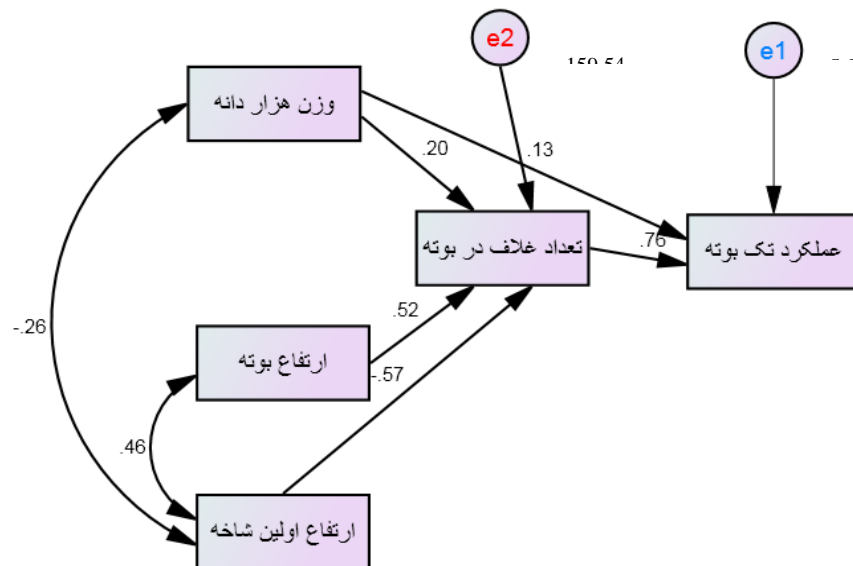 e2
e1
وزن هزار دانه
.20
.13
تعداد غلاف در بوته
.76
عملکرد تک بوته
-.26
.52
ارتفاع بوته
-.57
.46
ارتفاع اولین شاخه